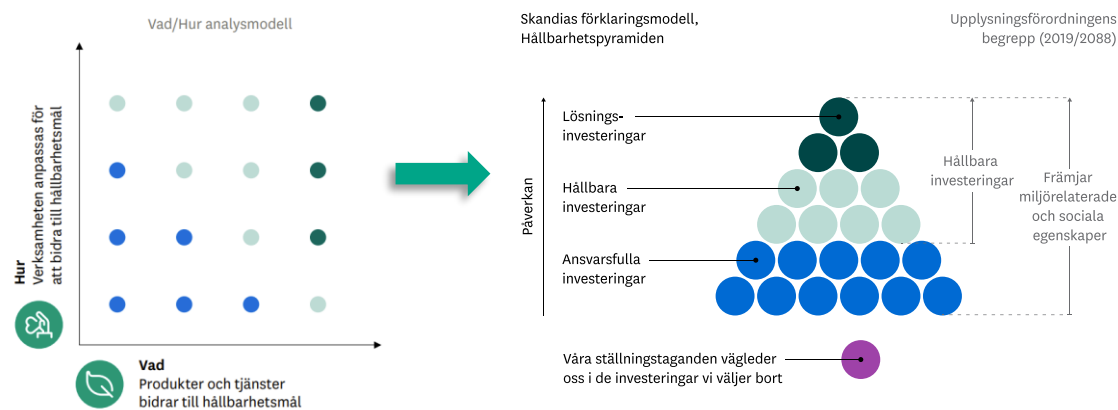 Vad/Hur analysmodell
Hur
Verksamheten anpassas för
att bidra till hållbarhetsmål
Vad
Produkter och tjänster
bidrar till hållbarhetsmål
Skandias förklaringsmodell,
Hållbarhetspyramiden
Upplysningsförordningens
begrepp (2019/2088)
Påverkan
Lösnings-
investeringar
Hållbara
investeringar
Ansvarsfulla
investeringar
Våra ställningstaganden vägleder
oss i de investeringar vi väljer bort
Hållbara
investeringar
Främjar
miljörelaterade
och sociala
egenskaper